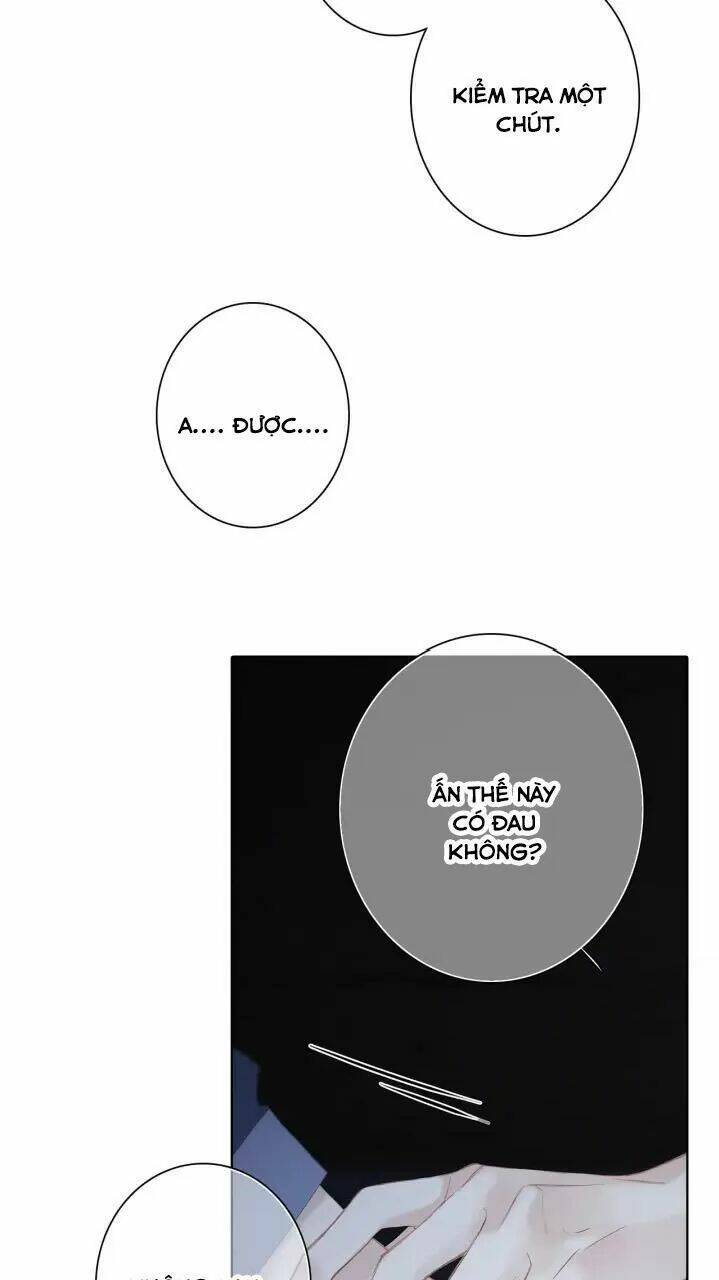 KIỂM TRA MỘT
CHÚT.
A.... ĐƯỢC....
ẤN THẾ NÀY
CÓ ĐAU
KHÔNG?